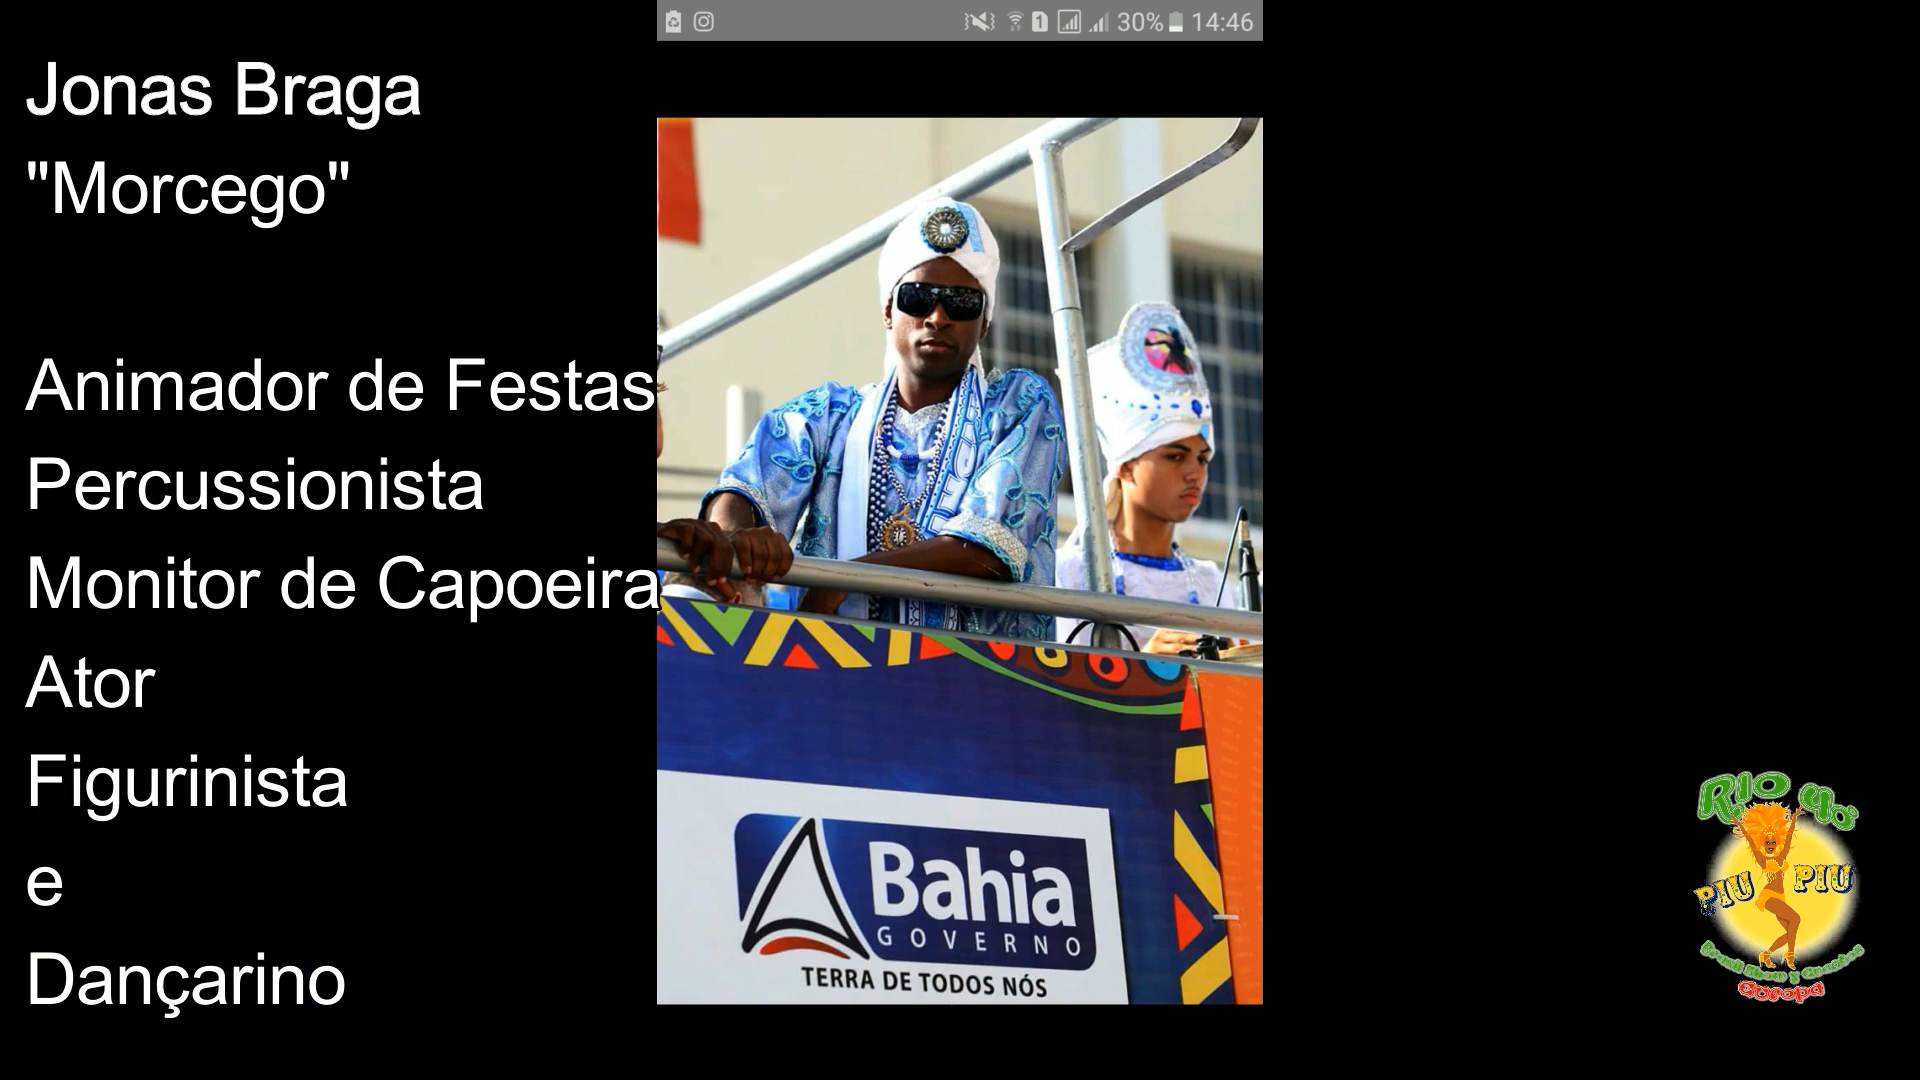 30% 14:46
Jonas Braga
"Morcego"
Animador de Festas
Percussionista
Monitor de Capoeira
Ator
Figurinista
e
Dançarino
Bahia
GOVERNO
TERRA DE TODOS NÓS
RIO 40°
PIU PIU
Europa